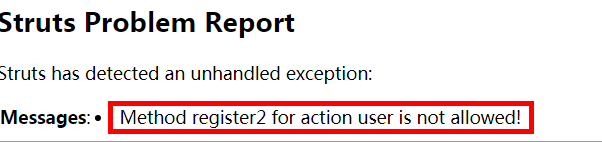 Struts Problem Report
Struts has detected an unhandled exception:
Messages: • Method register2 for action user is not allowed!